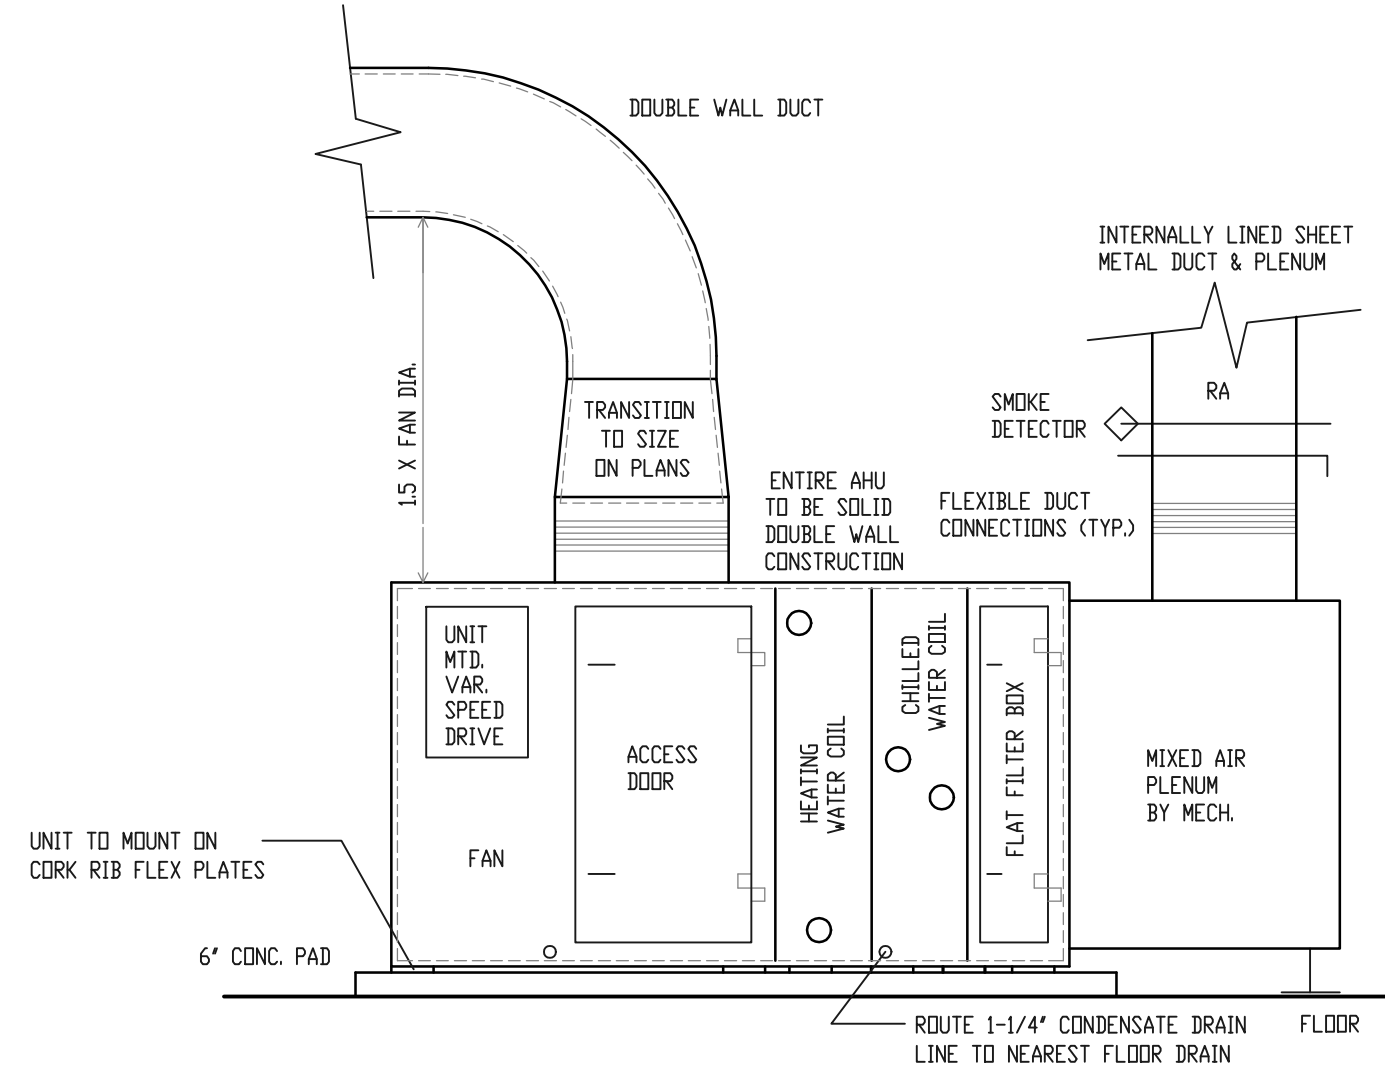 DOUBLE WALL DUCT
INTERNALLY LINED SHEET
METAL DUCT & PLENUM
1.5 X FAN DIA.
TRANSITION
TO SIZE
ON PLANS
RA
SMOKE
DETECTOR
ENTIRE AHU
TO BE SOLID
DOUBLE WALL
CONSTRUCTION
FLEXIBLE DUCT
CONNECTIONS (TYP.)
UNIT
MTD.
VAR.
SPEED
DRIVE
ACCESS
DOOR
HEATING
WATER COIL
CHILLED
WATER COIL
FLAT FILTER BOX
MIXED AIR
PLENUM
BY MECH.
FAN
UNIT TO MOUNT ON
CORK RIB FLEX PLATES
6" CONC. PAD
ROUTE 1-1/4" CONDENSATE DRAIN
LINE TO NEAREST FLOOR DRAIN
FLOOR